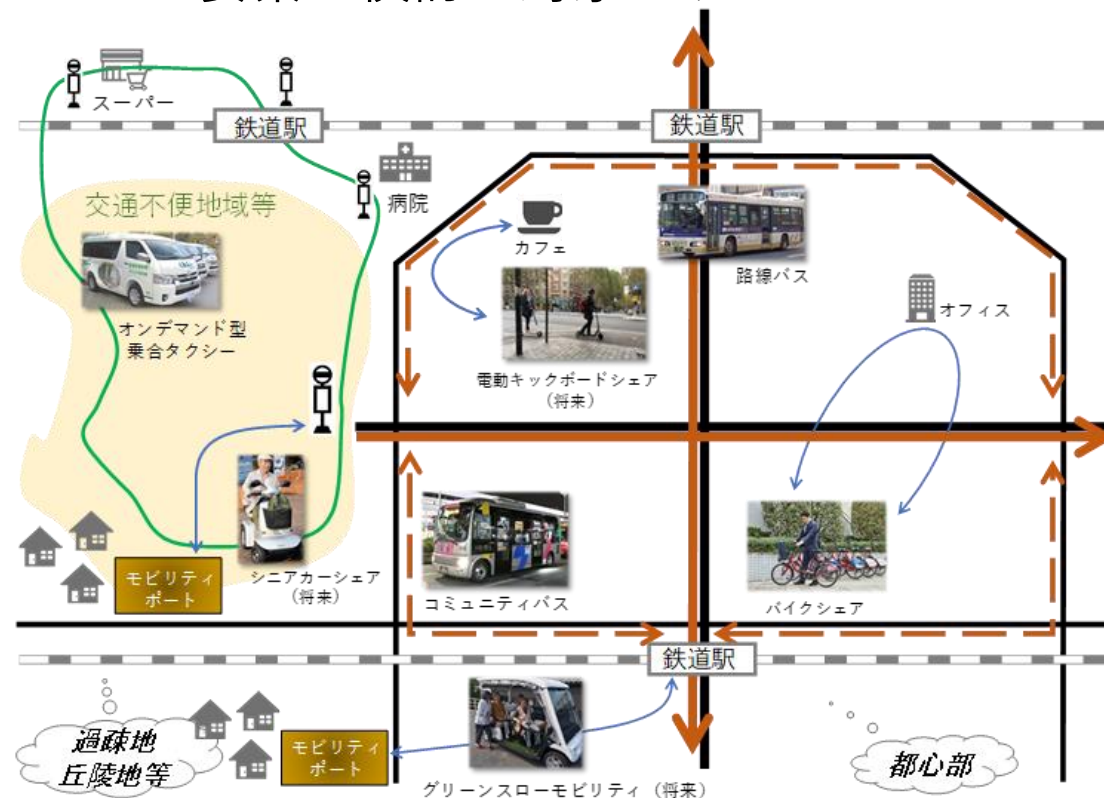 スーパー
鉄道駅
鉄道駅
病院
交通不便地域等
カフェ
路線バス
オフィス
オンデマンド型
乗合タクシー
電動キックボードシェア
(将来)
シニアカーシェア
(将来)
モビリティ
ポート
コミュニティバス
バイクシェア
鉄道駅
過疎地
丘陵地等
モビリティ
ポート
都心部
グリーンスローモビリティ(将来)